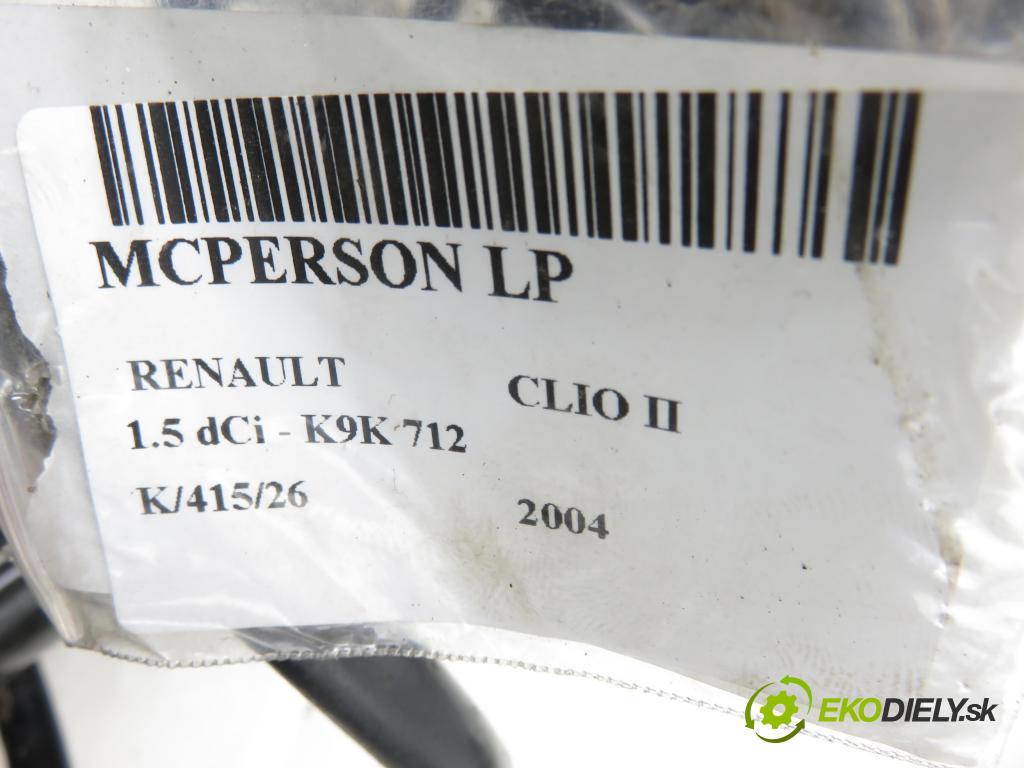 MCPERSON LP
RENAULT CLIO II
1.5 dCi - K9K 712
K/415/26 2004
EKODIELY.sk